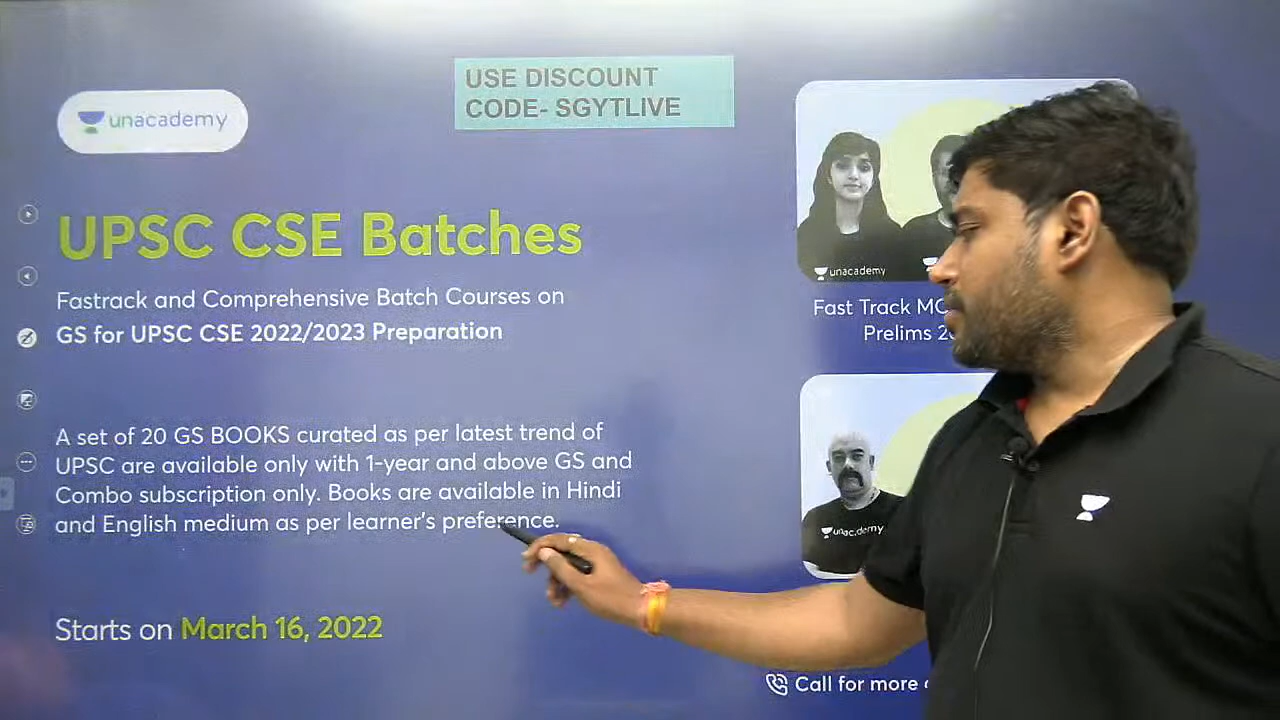 USE DISCOUNT
CODE- SGYTLIVE
unacademy
UPSC CSE Batches
Fastrack and Comprehensive Batch Courses on
GS for UPSC CSE 2022/2023 Preparation
A set of 20 GS BOOKS curated as per latest trend of
UPSC are available only with 1-year and above GS and
Combo subscription only. Books are available in Hindi
and English medium as per learner's preference.
Starts on March 16, 2022
unacademy
Fast Track
Prelims
unacademy
Call for more